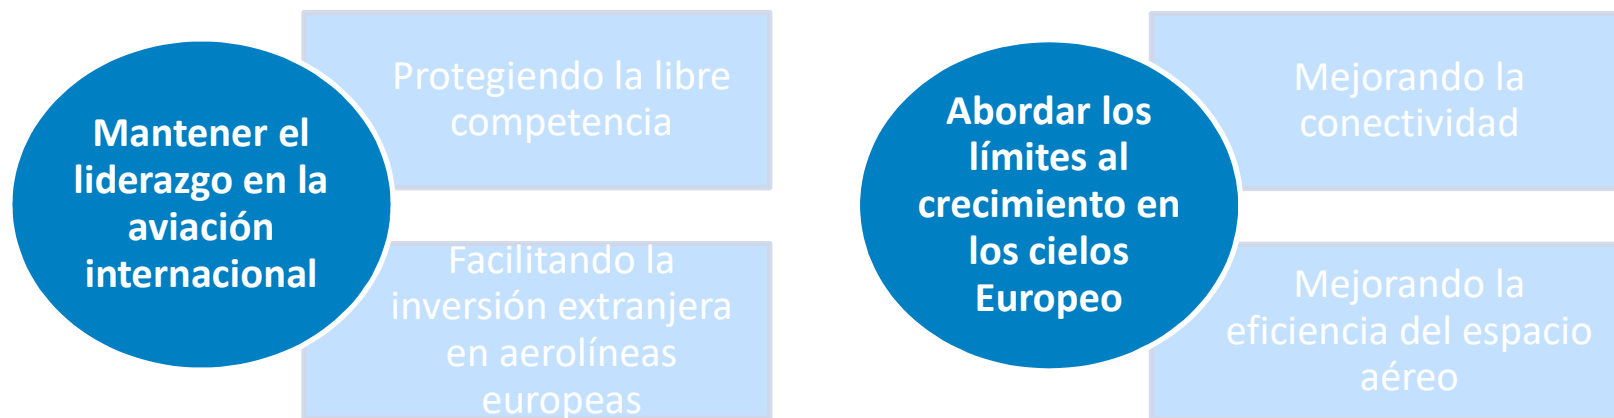 Mantener el
liderazgo en la
aviación
internacional
Protegiendo la libre
competencia
Facilitando la
inversión extranjera
en aerolíneas
europeas
Abordar los
límites al
crecimiento en
los cielos
Europeo
Mejorando la
conectividad
Mejorando la
eficiencia del espacio
aéreo